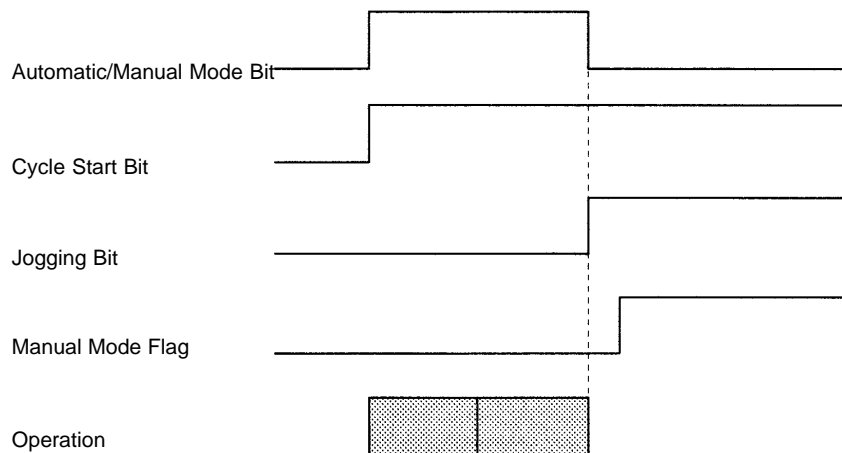 Automatic/Manual Mode Bit
Cycle Start Bit
Jogging Bit
Manual Mode Flag
Operation